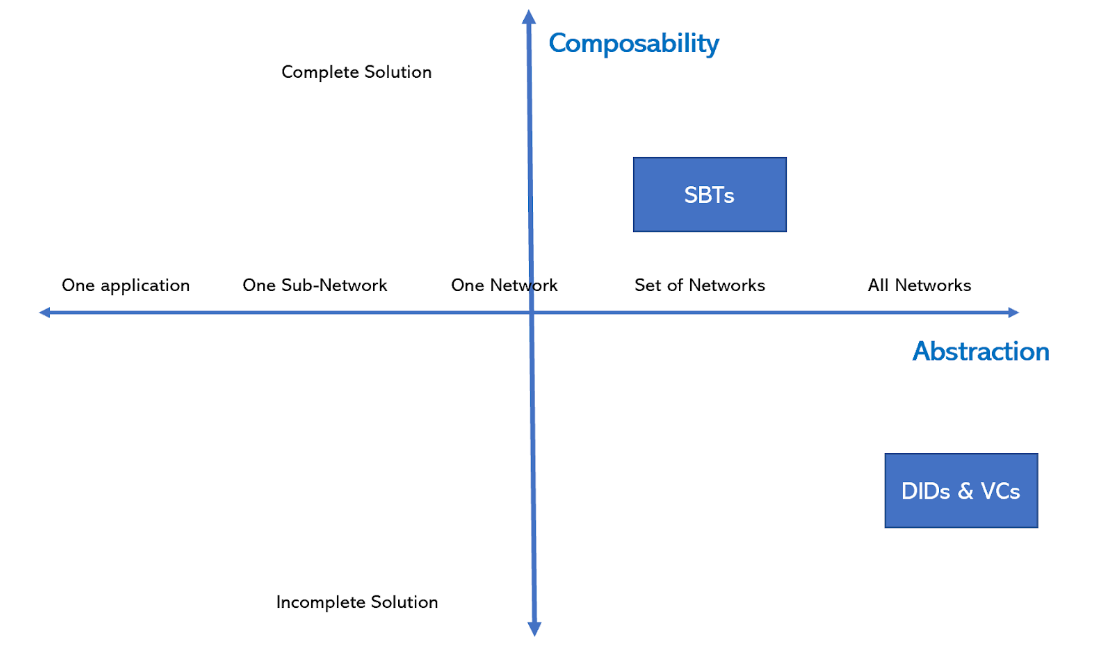 Composability
Complete Solution
SBTs
One application
One Sub-Network
One Network
Set of Networks
All Networks
Abstraction
DIDs & VCs
Incomplete Solution